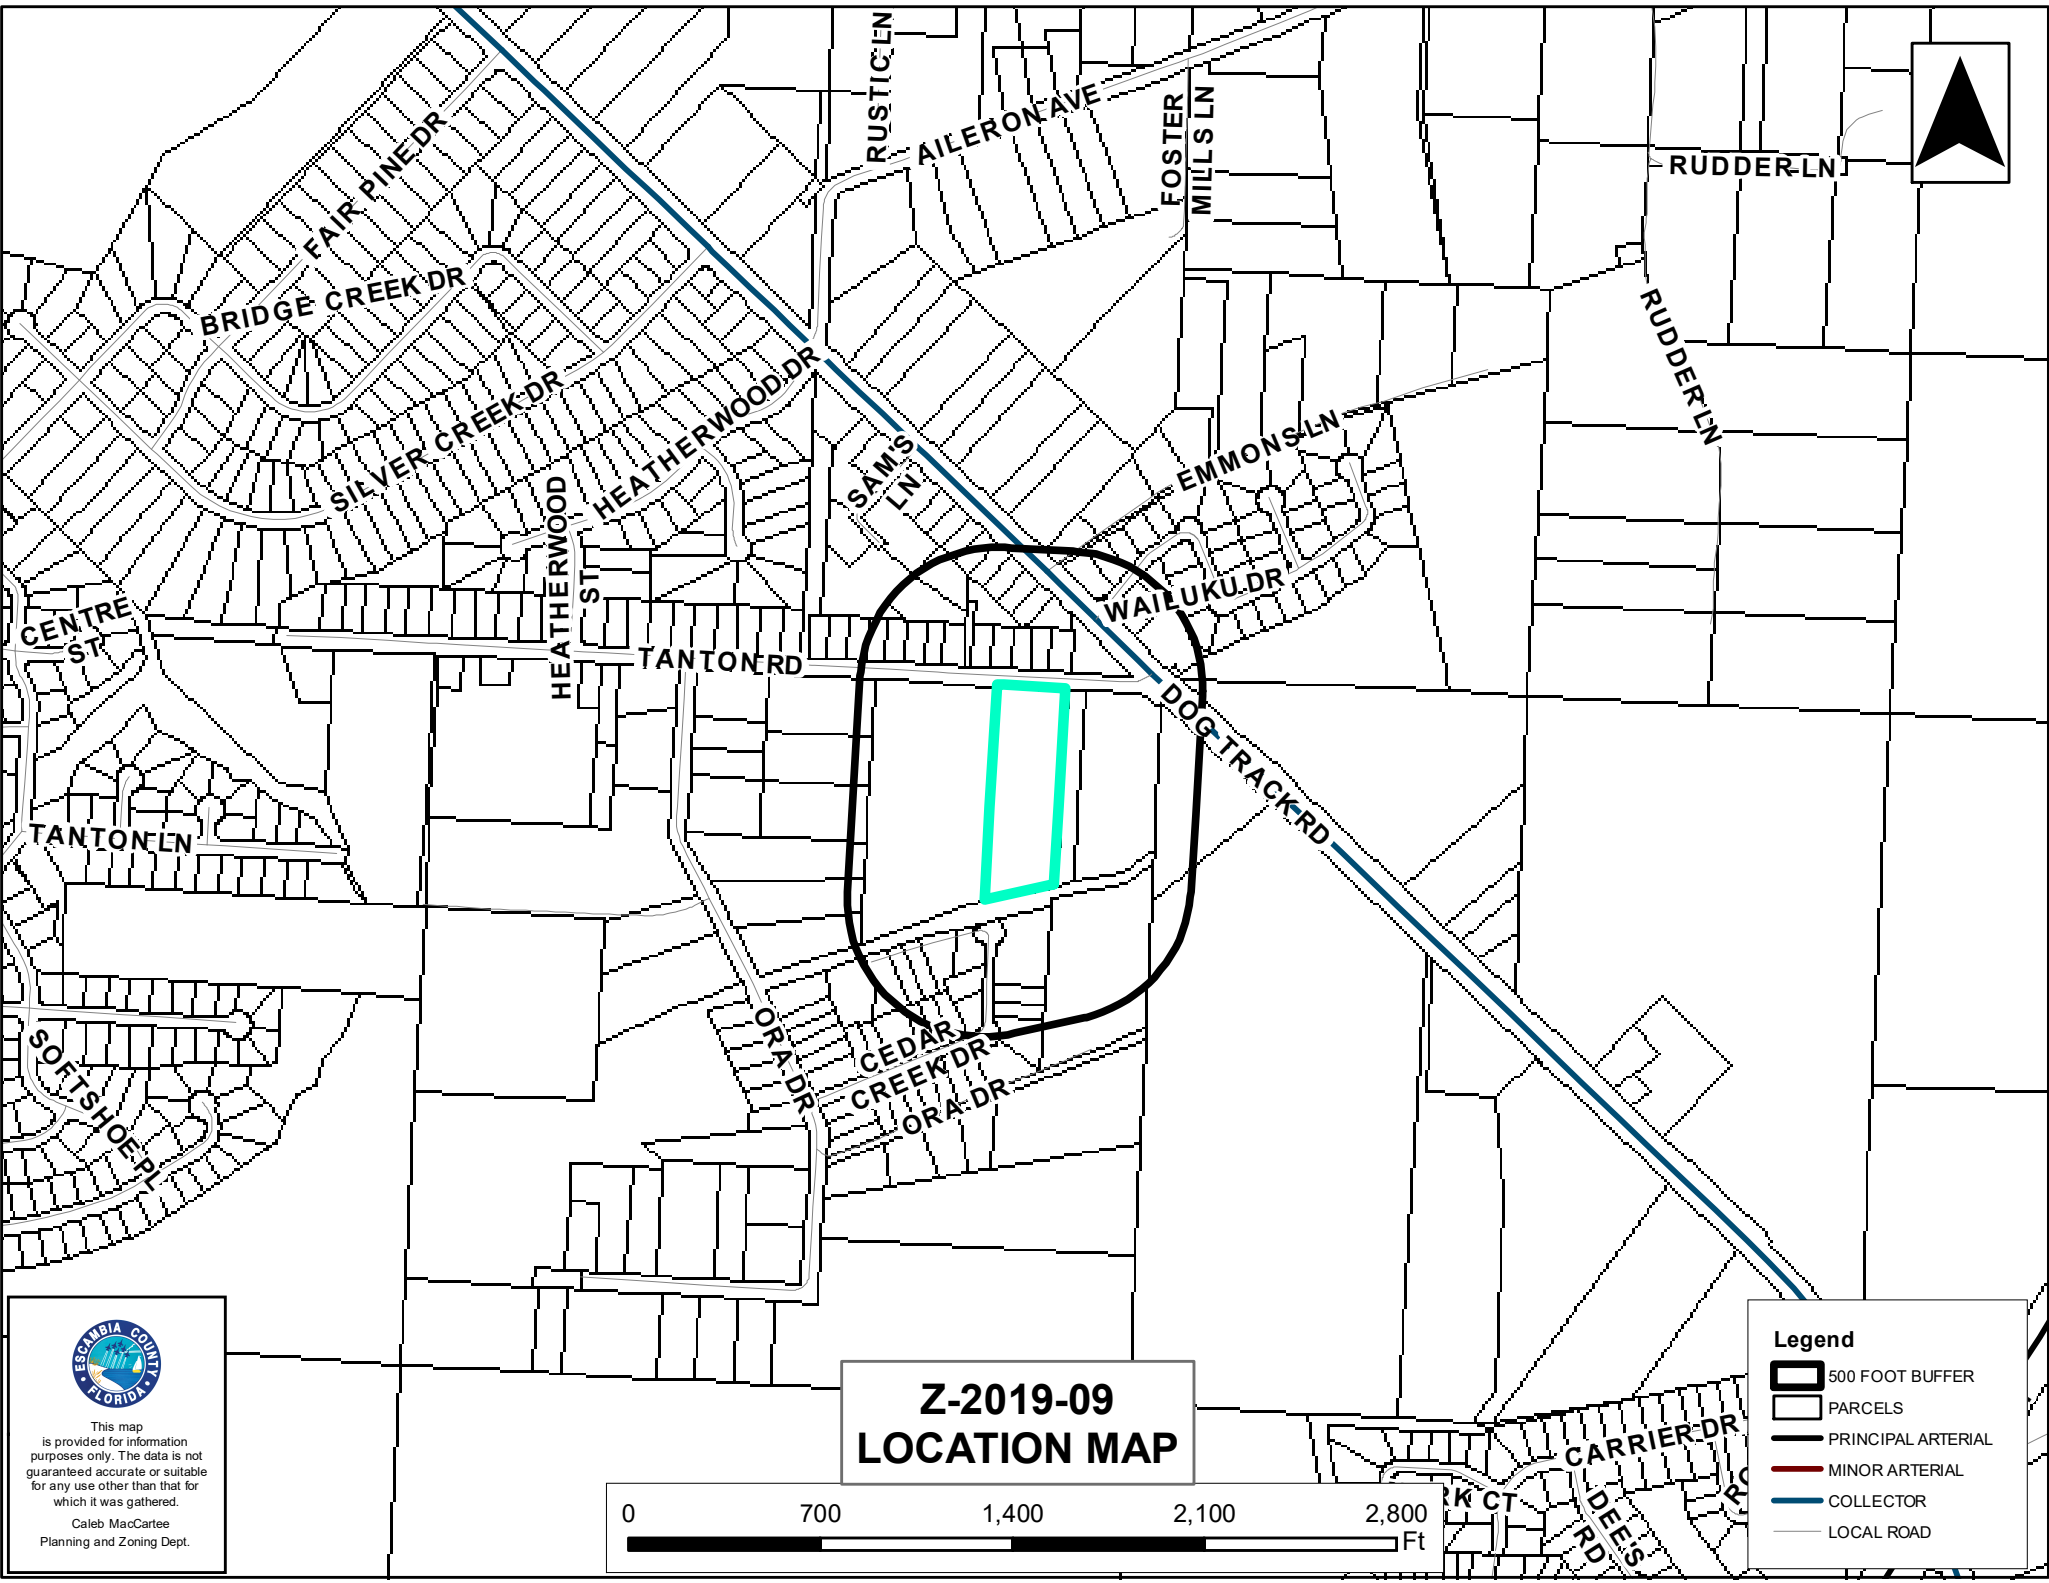 RUSTIC LN
AILERON AVE
FOSTER
MILLS LN
RUDDER LN
FAIR PINE DR
BRIDGE CREEK DR
RUDDER LN
SILVER CREEK DR
HEATHERWOOD DR
SAM'S
LN
EMMONS LN
HEATHERWOOD
ST
WAILUKU DR
CENTRE
ST
TANTON RD
DOG TRACK RD
TANTON LN
SOFTSHOE PL
ORA DR
CEDAR
CREEK DR
ORA DR
ESCAMBIA COUNTY
FLORIDA
This map
is provided for information
purposes only. The data is not
guaranteed accurate or suitable
for any use other than that for
which it was gathered.
Caleb MacCartee
Planning and Zoning Dept.
Z-2019-09
LOCATION MAP
0 700 1,400 2,100 2,800
Ft
CARRIER DR
RK CT
DEE'S
RD
Legend
500 FOOT BUFFER
PARCELS
PRINCIPAL ARTERIAL
MINOR ARTERIAL
COLLECTOR
LOCAL ROAD